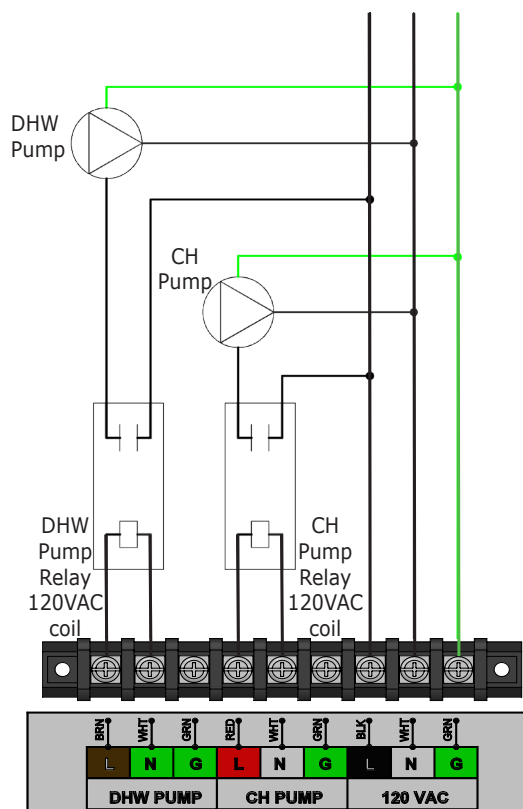 DHW
Pump
CH
Pump
DHW
Pump
Relay
120VAC
coil
CH
Pump
Relay
120VAC
coil
BRN WHT GRN RED WHT GRN BLK WHT GRN
L N G L N G L N G
DHW PUMP CH PUMP 120 VAC